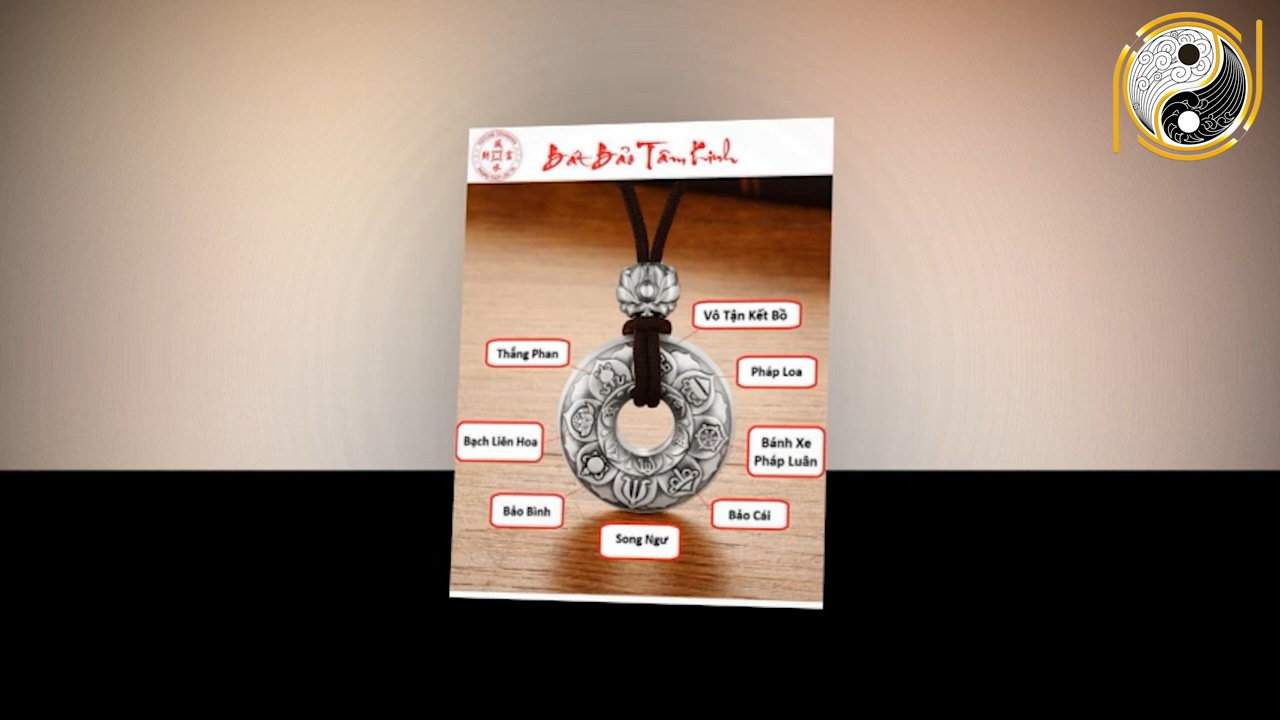 Bát Bảo Tâm Kinh
Vô Tận Kết Bồ
Thắng Phan
Pháp Loa
Bạch Liên Hoa
Bánh Xe
Pháp Luân
Bảo Bình
Bảo Cái
Song Ngư